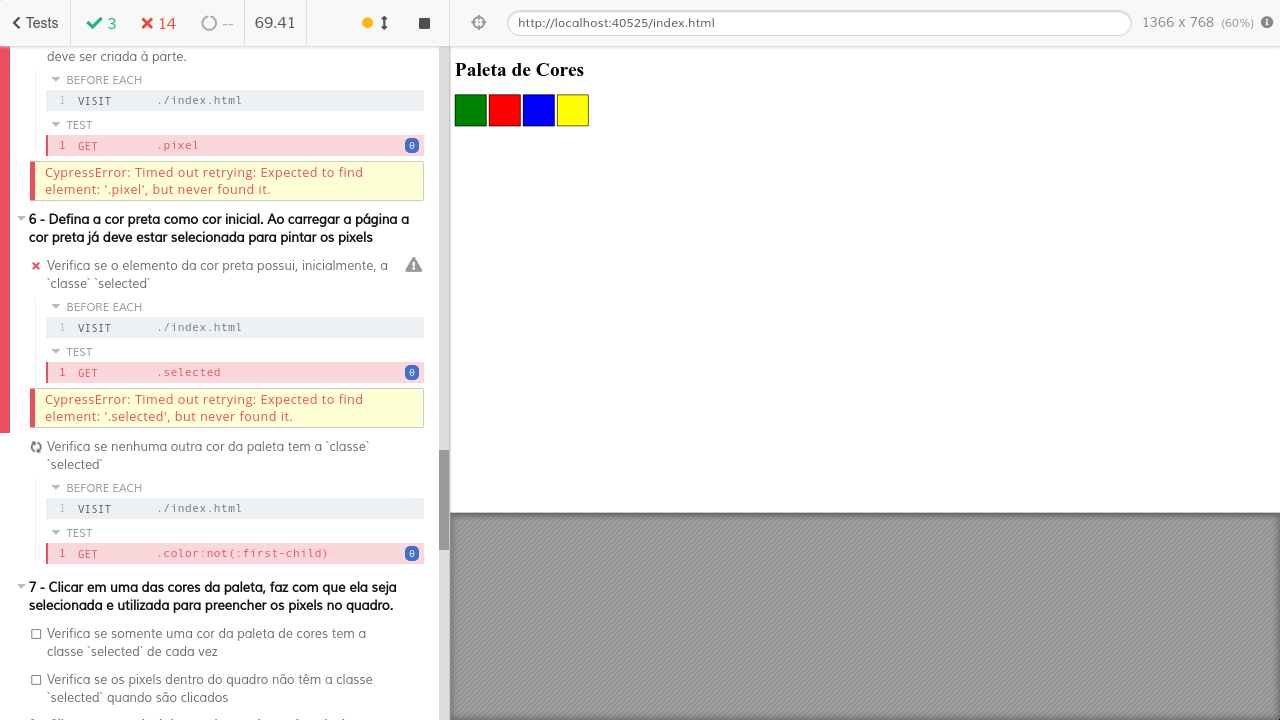 Tests 3 14 -- 69.41 http://localhost:40525/index.html 1366 x 768 (60%)
deve ser criada à parte.
BEFORE EACH
1 VISIT ./index.html
TEST
1 GET .pixel 0
CypressError: Timed out retrying: Expected to find
element: '.pixel', but never found it.
6 - Defina a cor preta como cor inicial. Ao carregar a página a
cor preta já deve estar selecionada para pintar os pixels
Verifica se o elemento da cor preta possui, inicialmente, a
`classe` `selected`
BEFORE EACH
1 VISIT ./index.html
TEST
1 GET .selected 0
CypressError: Timed out retrying: Expected to find
element: '.selected', but never found it.
Verifica se nenhuma outra cor da paleta tem a `classe`
`selected`
BEFORE EACH
1 VISIT ./index.html
TEST
1 GET .color:not(:first-child) 0
7 - Clicar em uma das cores da paleta, faz com que ela seja
selecionada e utilizada para preencher os pixels no quadro.
Verifica se somente uma cor da paleta de cores tem a
classe `selected` de cada vez
Verifica se os pixels dentro do quadro não têm a classe
`selected` quando são clicados
Paleta de Cores